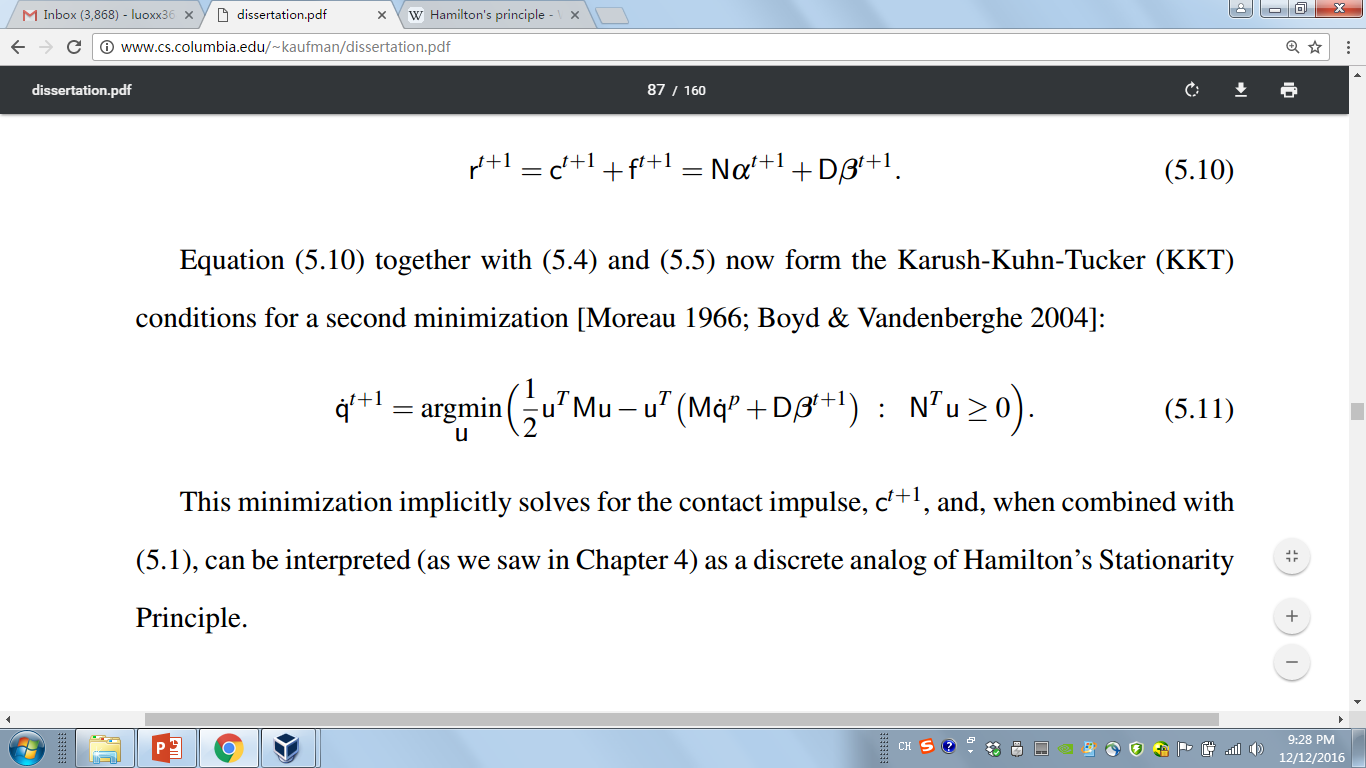 Inbox (3,868) - luoxx36
dissertation.pdf
Hamilton's principle -
www.cs.columbia.edu/~kaufman/dissertation.pdf
dissertation.pdf
87 / 160
r^{t+1} = c^{t+1} + f^{t+1} = Nα^{t+1} + Dβ^{t+1}. (5.10)
Equation (5.10) together with (5.4) and (5.5) now form the Karush-Kuhn-Tucker (KKT)
conditions for a second minimization [Moreau 1966; Boyd & Vandenberghe 2004]:
q̇^{t+1} = argmin_u (1/2 u^T Mu − u^T (Mq̇^p + Dβ^{t+1}) : N^T u ≥ 0). (5.11)
This minimization implicitly solves for the contact impulse, c^{t+1}, and, when combined with
(5.1), can be interpreted (as we saw in Chapter 4) as a discrete analog of Hamilton's Stationarity
Principle.
CH
9:28 PM
12/12/2016